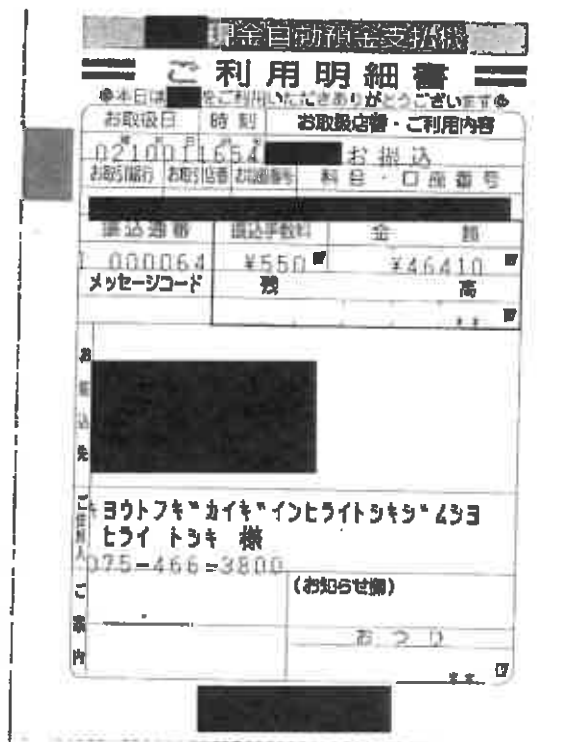 現金自動預金支払機
ご利用明細書
●本日は をご利用いただきありがとうございます●
お取扱日 時刻 お取扱店番・ご利用内容
0210011654 お振込
お取引銀行 お取引店番 お口座番号 科目・口座番号
振込通番 振込手数料 金額
000064 ¥550 ¥46410
メッセージコード 残高
お振込先
ご依頼人
キヨウトフギカイギインヒライトシキジムシヨ
ヒライ トシキ 様
075-466-3800
ご案内
(お知らせ欄)
おつり